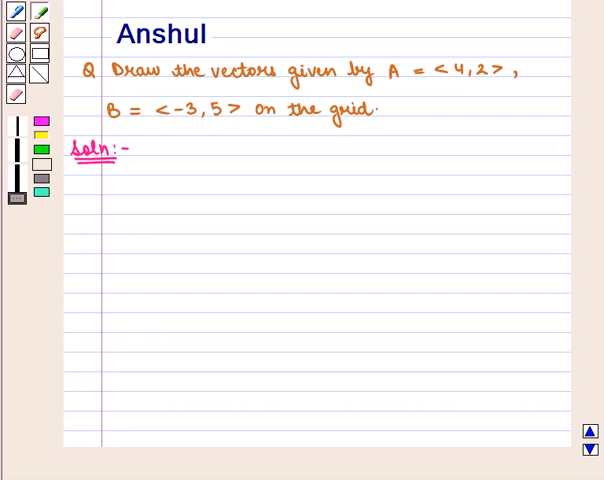 Anshul
Q Draw the vectors given by A = < 4, 2 > ,
B = < -3, 5 > on the grid.
Soln:-